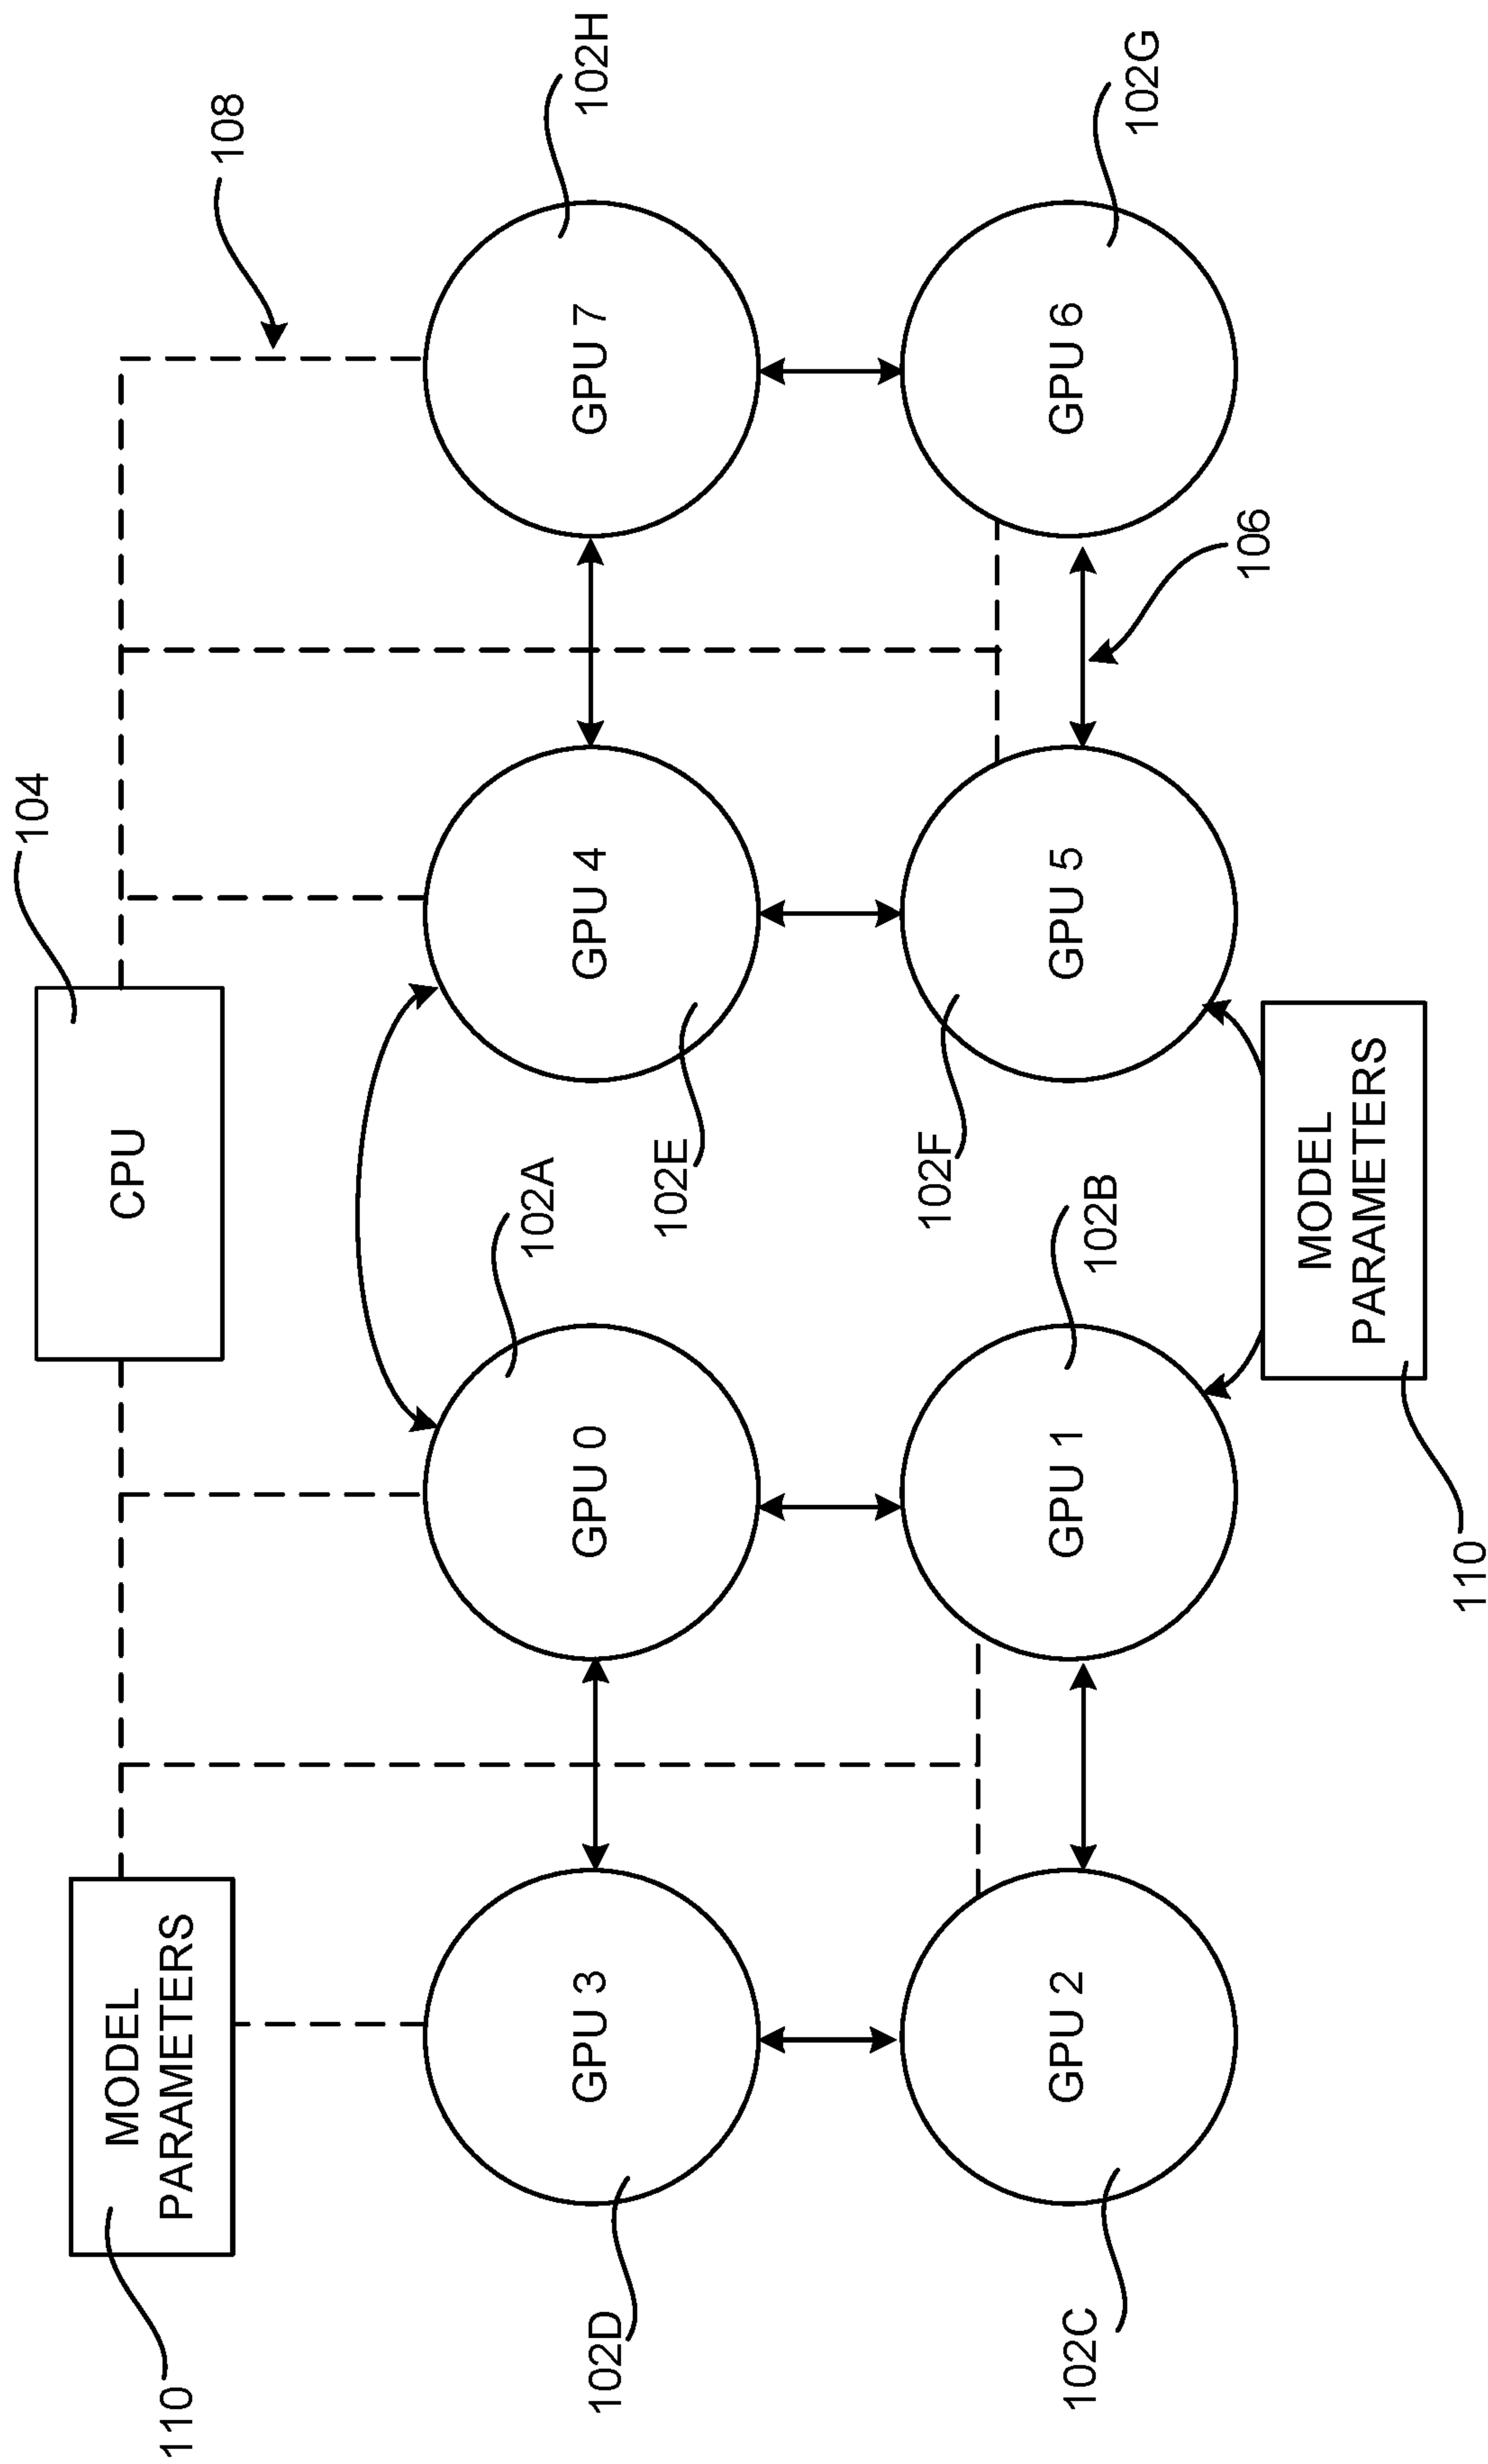 104
CPU
108
110
MODEL
PARAMETERS
102A
102H
GPU 3
GPU 0
GPU 4
GPU 7
102D
102E
102F
102B
102G
GPU 2
GPU 1
GPU 5
GPU 6
102C
106
MODEL
PARAMETERS
110